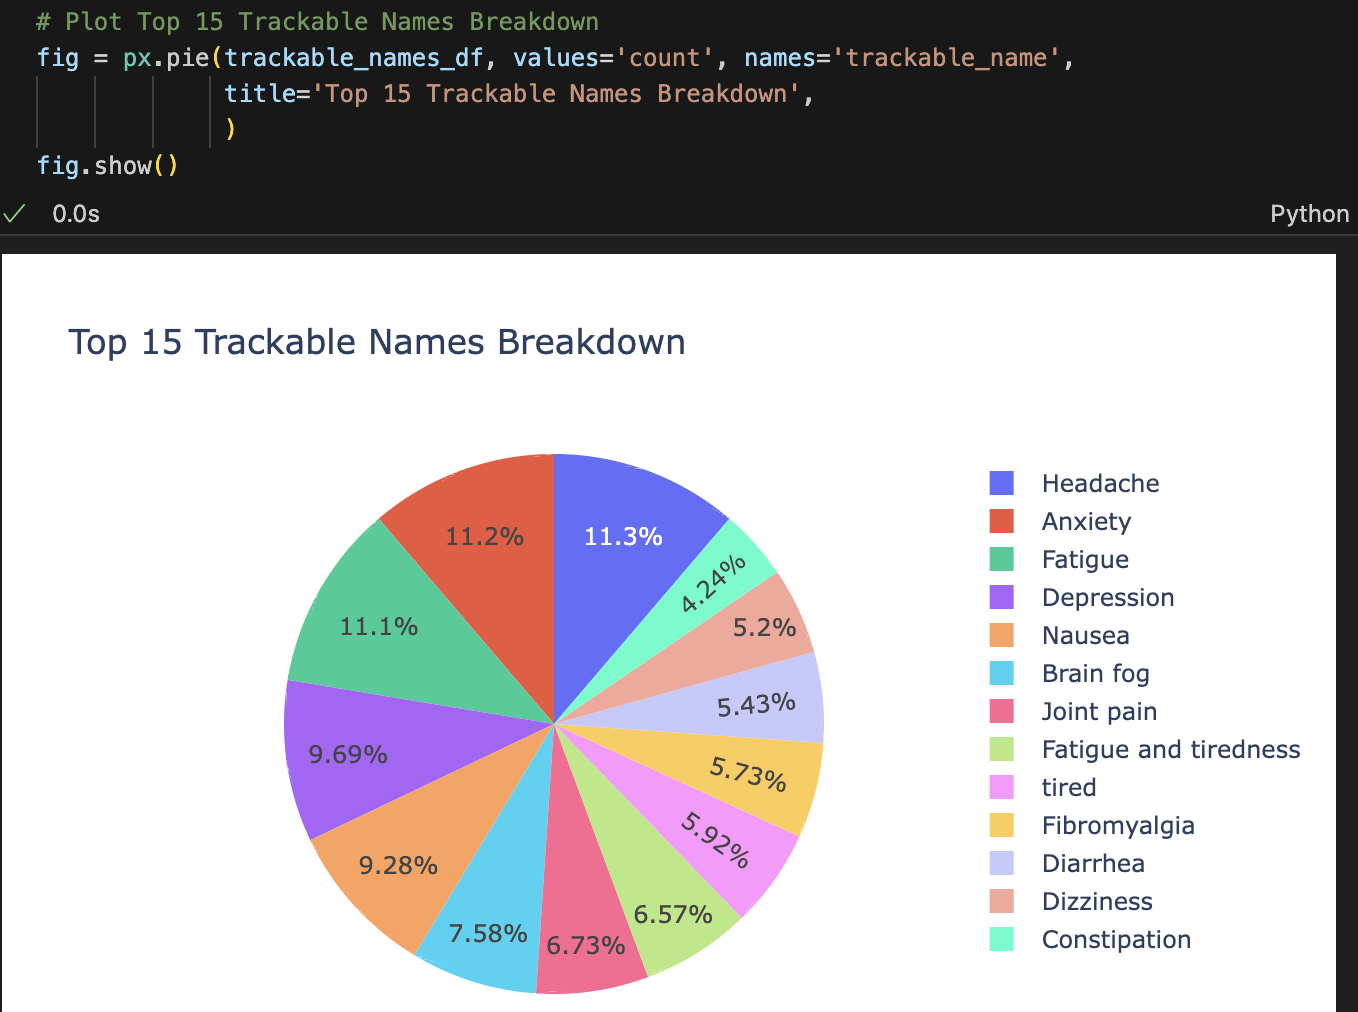 # Plot Top 15 Trackable Names Breakdown
fig = px.pie(trackable_names_df, values='count', names='trackable_name',
title='Top 15 Trackable Names Breakdown',
)
fig.show()
0.0s
Python
Top 15 Trackable Names Breakdown
11.2%
11.3%
4.24%
11.1%
5.2%
5.43%
9.69%
5.73%
5.92%
9.28%
6.57%
7.58%
6.73%
Headache
Anxiety
Fatigue
Depression
Nausea
Brain fog
Joint pain
Fatigue and tiredness
tired
Fibromyalgia
Diarrhea
Dizziness
Constipation